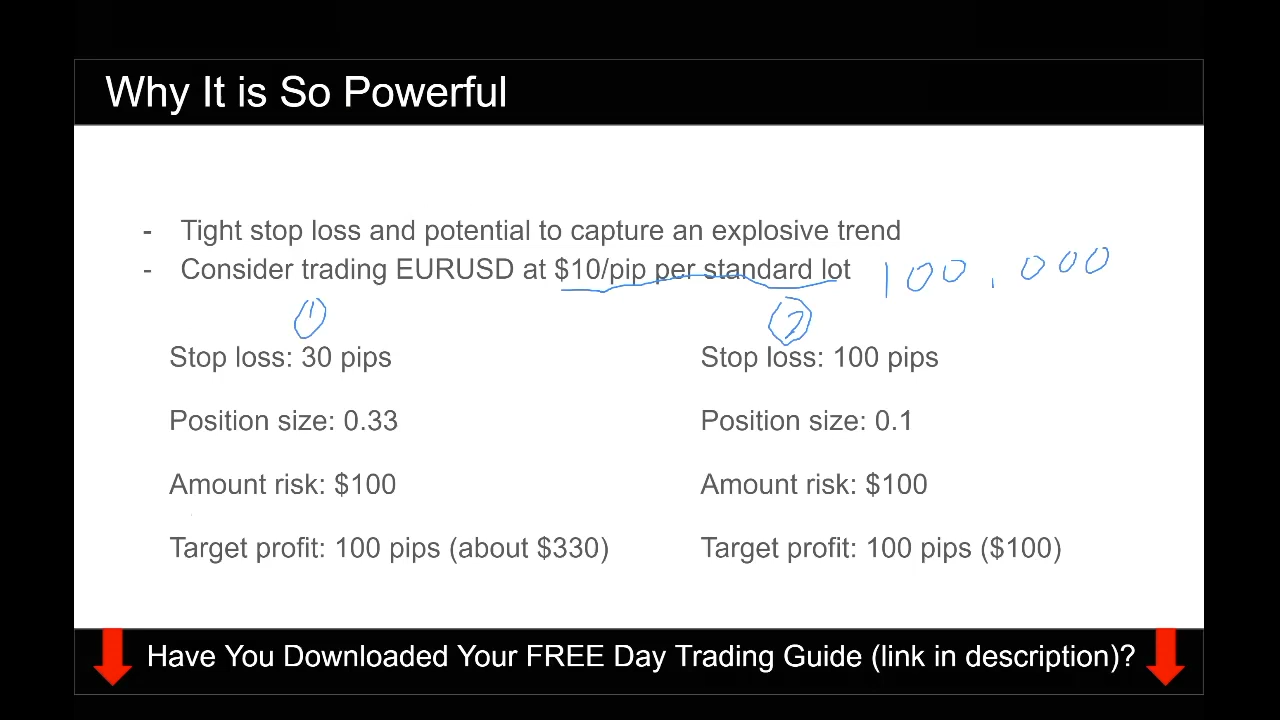 Why It is So Powerful
- Tight stop loss and potential to capture an explosive trend
- Consider trading EURUSD at $10/pip per standard lot 100,000
1 2
Stop loss: 30 pips Stop loss: 100 pips
Position size: 0.33 Position size: 0.1
Amount risk: $100 Amount risk: $100
Target profit: 100 pips (about $330) Target profit: 100 pips ($100)
Have You Downloaded Your FREE Day Trading Guide (link in description)?